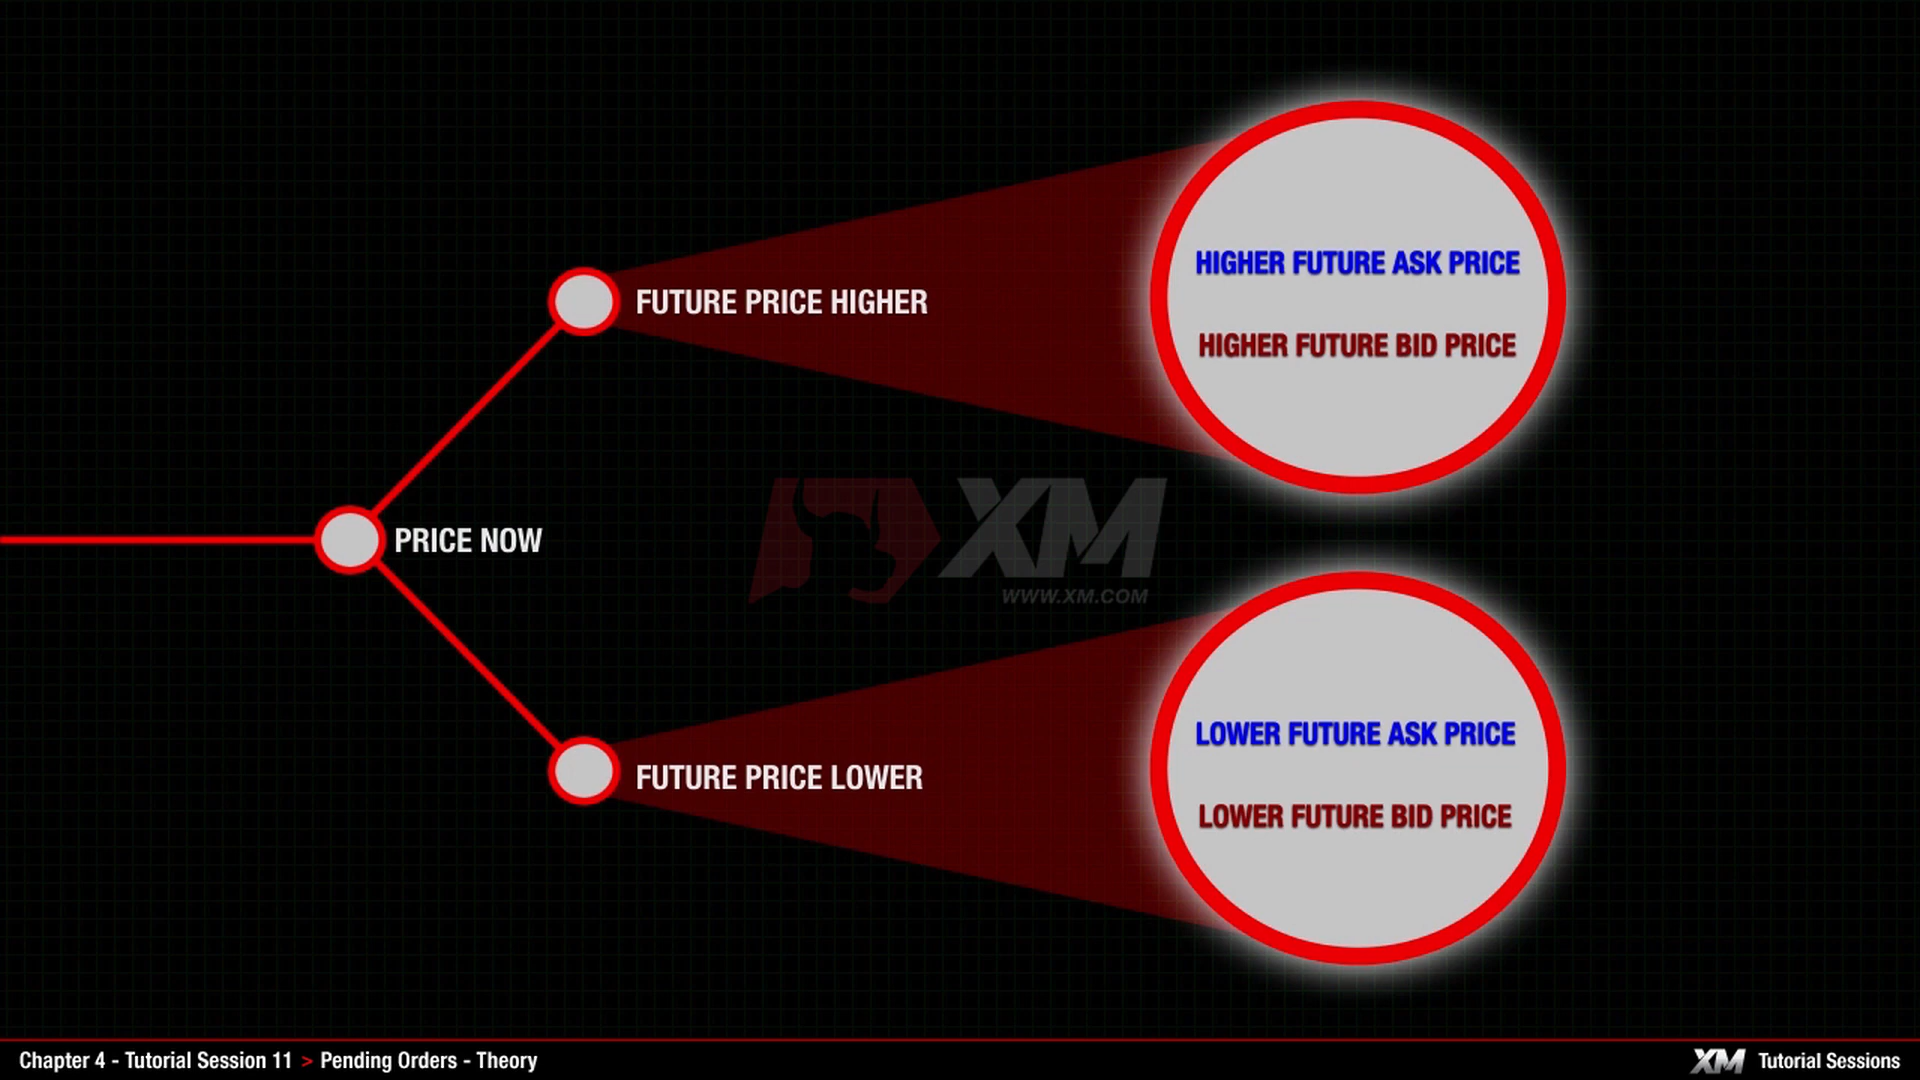 HIGHER FUTURE ASK PRICE
FUTURE PRICE HIGHER
HIGHER FUTURE BID PRICE
PRICE NOW
XM
WWW.XM.COM
LOWER FUTURE ASK PRICE
FUTURE PRICE LOWER
LOWER FUTURE BID PRICE
Chapter 4 - Tutorial Session 11 > Pending Orders - Theory
XM Tutorial Sessions